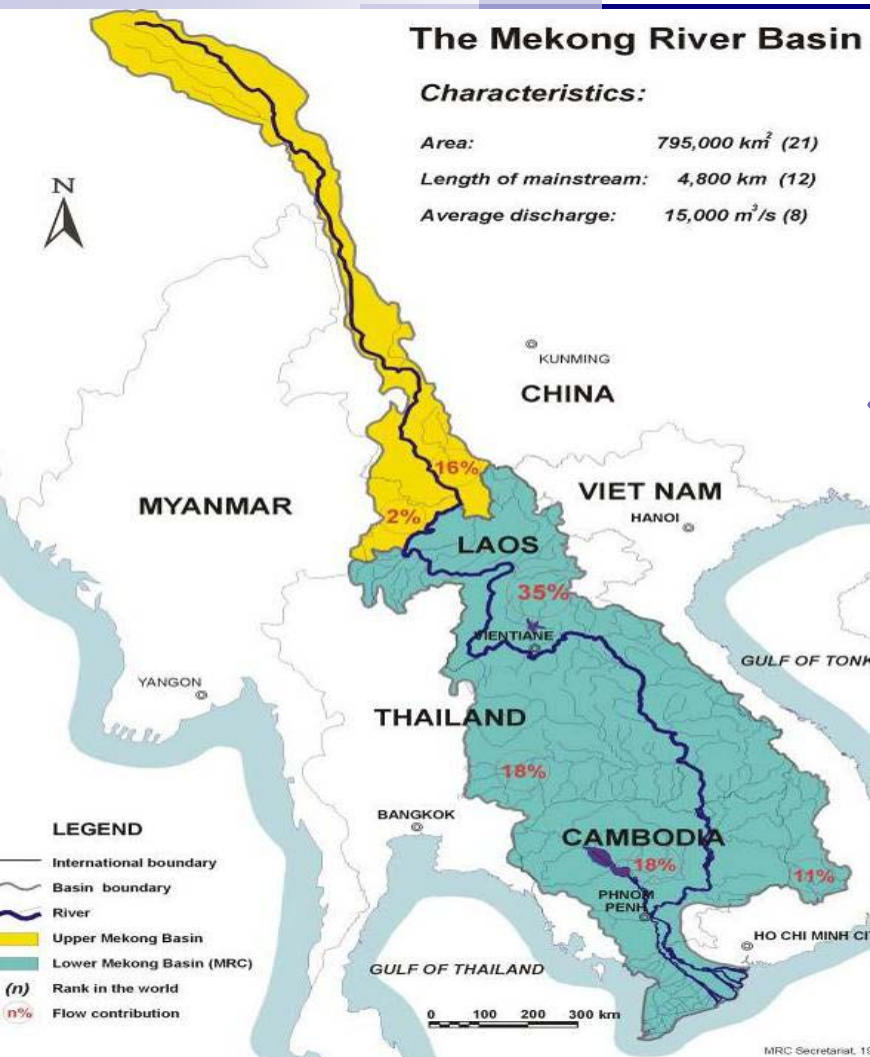 The Mekong River Basin
Characteristics:
Area: 795,000 km² (21)
Length of mainstream: 4,800 km (12)
Average discharge: 15,000 m³/s (8)
N
KUNMING
CHINA
16%
VIET NAM
MYANMAR
2%
HANOI
LAOS
35%
VIENTIANE
GULF OF TONK
YANGON
THAILAND
18%
BANGKOK
CAMBODIA
18%
11%
PHNOM
PENH
HO CHI MINH CIT
GULF OF THAILAND
LEGEND
International boundary
Basin boundary
River
Upper Mekong Basin
Lower Mekong Basin (MRC)
(n) Rank in the world
n% Flow contribution
0 100 200 300 km
MRC Secretariat, 19